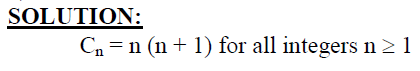 SOLUTION:
Cₙ = n (n + 1) for all integers n ≥ 1